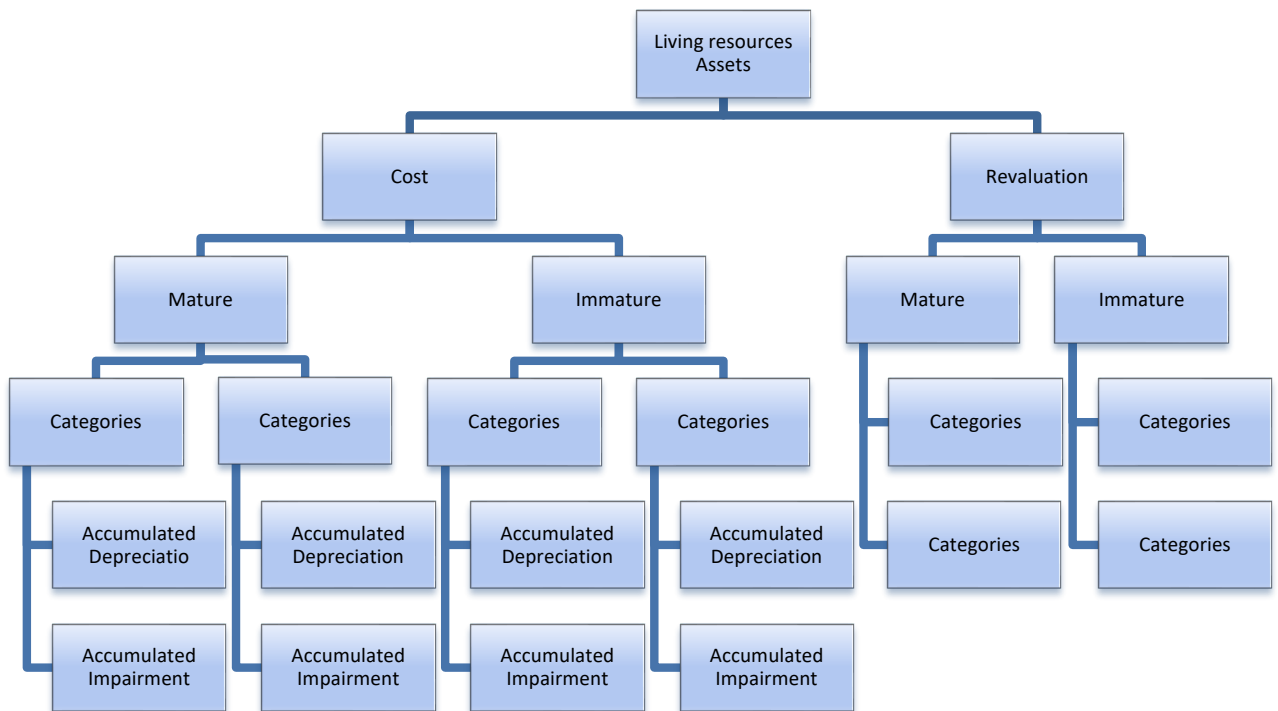 Living resources
Assets
Cost
Revaluation
Mature
Immature
Mature
Immature
Categories
Categories
Categories
Categories
Categories
Categories
Accumulated
Depreciatio
Accumulated
Depreciation
Accumulated
Depreciation
Accumulated
Depreciation
Categories
Categories
Accumulated
Impairment
Accumulated
Impairment
Accumulated
Impairment
Accumulated
Impairment